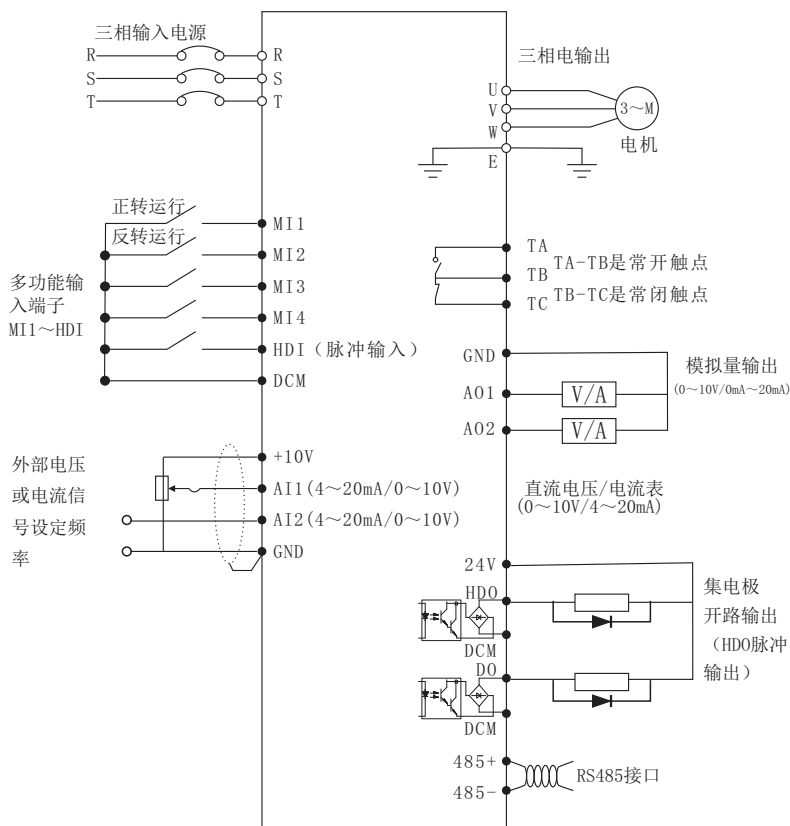 三相输入电源
R R
S S
T T
三相电输出
U
V
W
E
3～M
电机
正转运行
反转运行
多功能输
入端子
MI1～HDI
MI1
MI2
MI3
MI4
HDI（脉冲输入）
DCM
TA
TB
TC
TA-TB是常开触点
TB-TC是常闭触点
GND
AO1
AO2
V/A
V/A
模拟量输出
(0～10V/0mA～20mA)
外部电压
或电流信
号设定频
率
+10V
AI1(4～20mA/0～10V)
AI2(4～20mA/0～10V)
GND
直流电压/电流表
(0～10V/4～20mA)
24V
HDO
DCM
DO
DCM
集电极
开路输出
（HDO脉冲
输出）
485+
485-
RS485接口